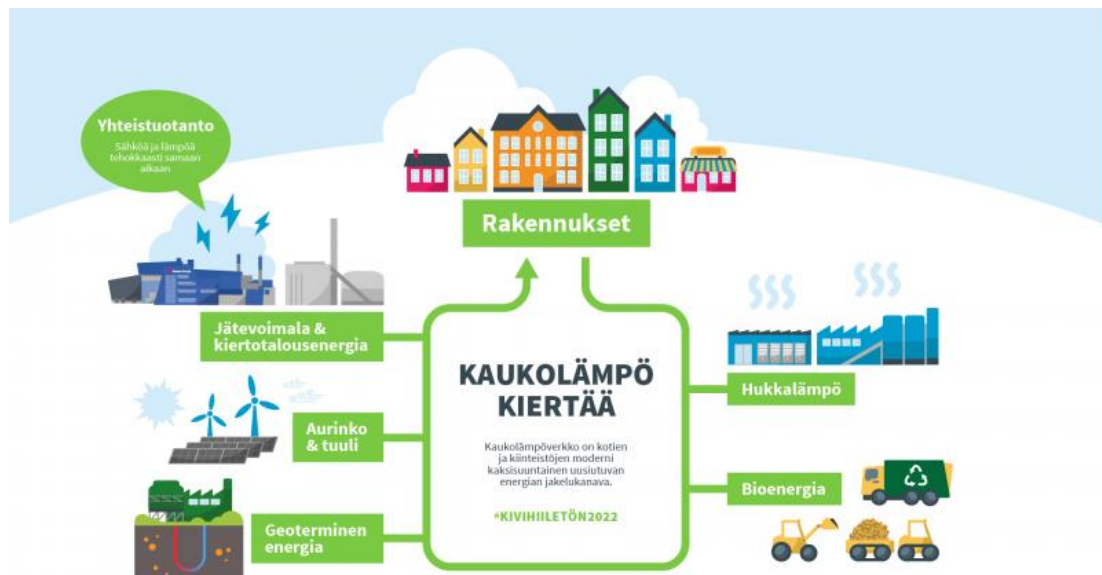 Yhteistuotanto
Sähköä ja lämpöä
tehokkaasti samaan
aikaan
Rakennukset
Jätevoimala &
kiertotalousenergia
Aurinko
& tuuli
Geoterminen
energia
KAUKOLÄMPÖ
KIERTÄÄ
Kaukolämpöverkko on kotien
ja kiinteistöjen moderni
kaksisuuntainen uusiutuvan
energian jakelukanava.
#KIVIHIILETÖN2022
Hukkalämpö
Bioenergia